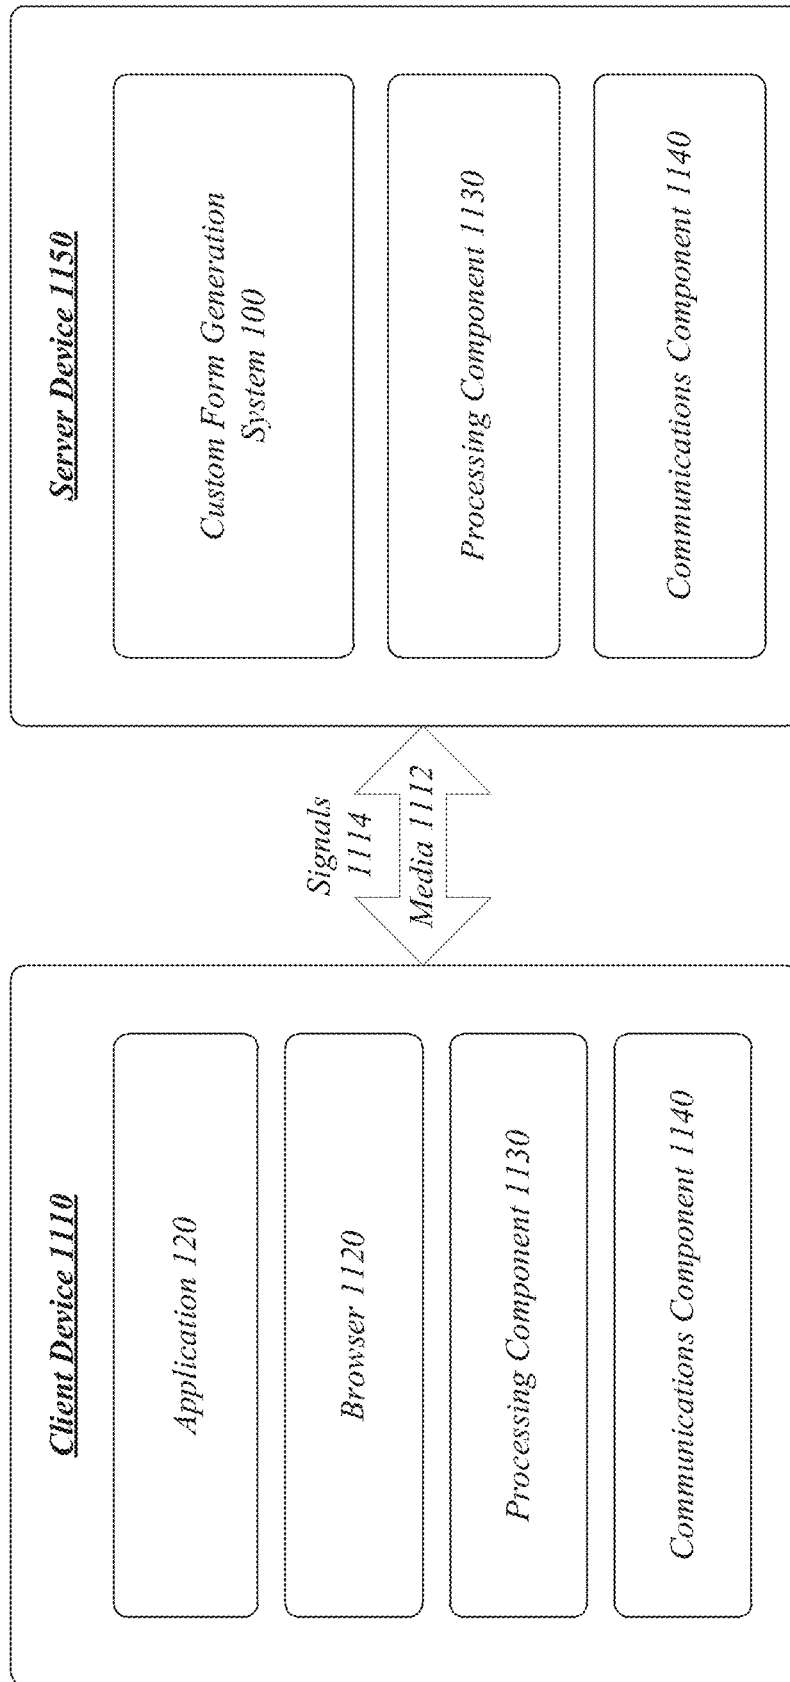 Client Device 1110
Application 120
Browser 1120
Processing Component 1130
Communications Component 1140
Signals
1114
Media 1112
Server Device 1150
Custom Form Generation
System 100
Processing Component 1130
Communications Component 1140